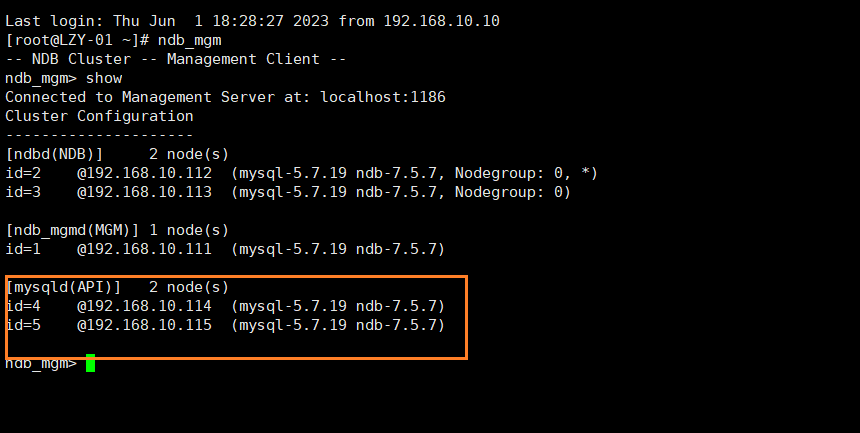 Last login: Thu Jun  1 18:28:27 2023 from 192.168.10.10
[root@LZY-01 ~]# ndb_mgm
-- NDB Cluster -- Management Client --
ndb_mgm> show
Connected to Management Server at: localhost:1186
Cluster Configuration
---------------------
[ndbd(NDB)]     2 node(s)
id=2    @192.168.10.112  (mysql-5.7.19 ndb-7.5.7, Nodegroup: 0, *)
id=3    @192.168.10.113  (mysql-5.7.19 ndb-7.5.7, Nodegroup: 0)
[ndb_mgmd(MGM)] 1 node(s)
id=1    @192.168.10.111  (mysql-5.7.19 ndb-7.5.7)
[mysqld(API)]   2 node(s)
id=4    @192.168.10.114  (mysql-5.7.19 ndb-7.5.7)
id=5    @192.168.10.115  (mysql-5.7.19 ndb-7.5.7)
ndb_mgm>